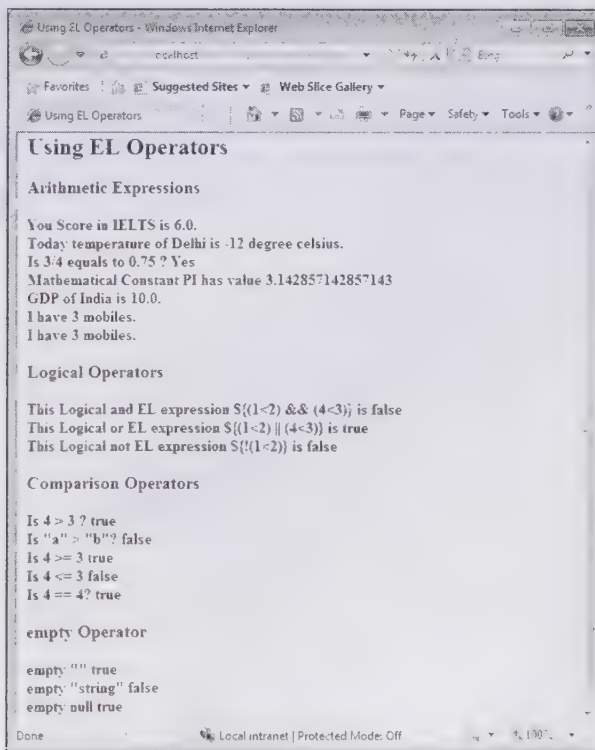 Using EL Operators - Windows Internet Explorer
Favorites Suggested Sites Web Slice Gallery
Using EL Operators Page Safety Tools
Using EL Operators
Arithmetic Expressions
You Score in IELTS is 6.0.
Today temperature of Delhi is -12 degree celsius.
Is 3/4 equals to 0.75 ? Yes
Mathematical Constant PI has value 3.142857142857143
GDP of India is 10.0.
I have 3 mobiles.
I have 3 mobiles.
Logical Operators
This Logical and EL expression ${(1<2) && (4<3)} is false
This Logical or EL expression ${(1<2) || (4<3)} is true
This Logical not EL expression ${!(1<2)} is false
Comparison Operators
Is 4 > 3 ? true
Is "a" > "b"? false
Is 4 >= 3 true
Is 4 <= 3 false
Is 4 == 4? true
empty Operator
empty "" true
empty "string" false
empty null true
Done Local intranet | Protected Mode: Off